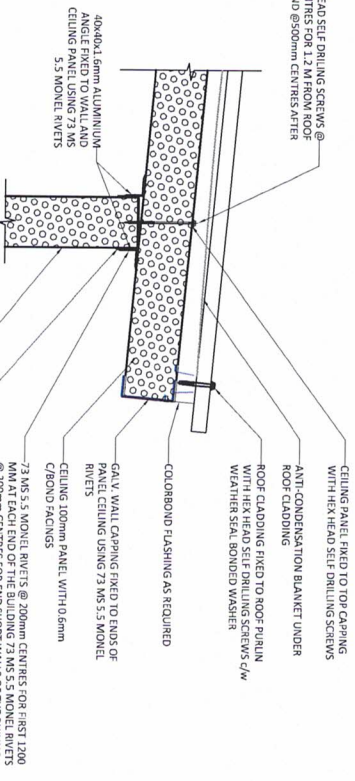 EAD SELF DRILING SCREWS @
TRES FOR 1.2 M FROM ROOF
ND @500mm CENTRES AFTER
40x40x1.6mm ALUMINIUM
ANGLE FIXED TO WALL AND
CEILING PANEL USING 73 MS
5.5 MONEL RIVETS
CEILING PANEL FIXED TO TOP CAPPING
WITH HEX HEAD SELF DRILLING SCREWS
ANTI-CONDENSATION BLANKET UNDER
ROOF CLADDING
ROOF CLADDING FIXED TO ROOF PURLIN
WITH HEX HEAD SELF DRILLING SCREWS c/w
WEATHER SEAL BONDED WASHER
COLORBOND FLASHING AS REQUIRED
GALV. WALL CAPPING FIXED TO ENDS OF
PANEL CEILING USING 73 MS 5.5 MONEL
RIVETS
CEILING 100mm PANEL WITH 0.6mm
C/BOND FACINGS
73 MS 5.5 MONEL RIVETS @ 200mm CENTRES FOR FIRST 1200
MM AT EACH END OF THE BUILDING 73 MS 5.5 MONEL RIVETS